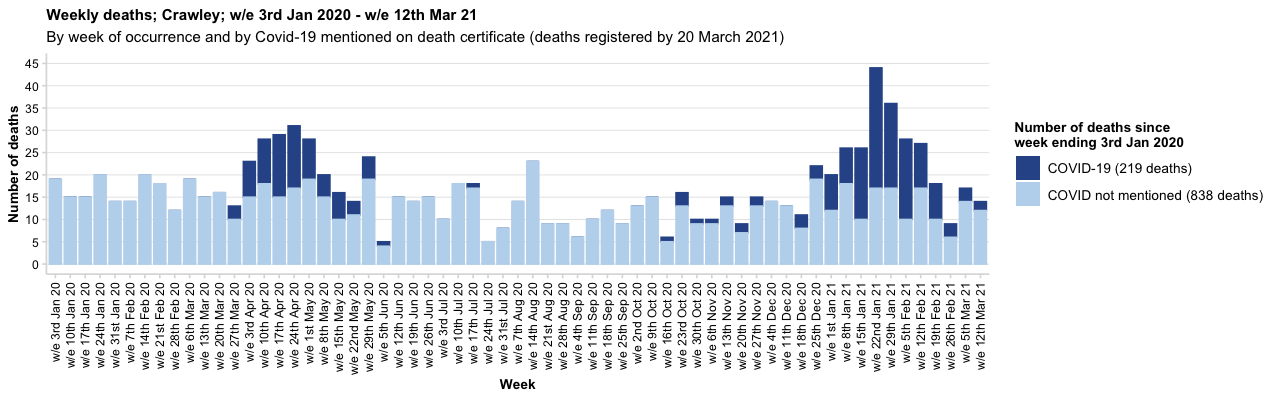 Weekly deaths; Crawley; w/e 3rd Jan 2020 - w/e 12th Mar 21
By week of occurrence and by Covid-19 mentioned on death certificate (deaths registered by 20 March 2021)
Number of deaths
45
40
35
30
25
20
15
10
5
0
w/e 3rd Jan 20
w/e 10th Jan 20
w/e 17th Jan 20
w/e 24th Jan 20
w/e 31st Jan 20
w/e 7th Feb 20
w/e 14th Feb 20
w/e 21st Feb 20
w/e 28th Feb 20
w/e 6th Mar 20
w/e 13th Mar 20
w/e 20th Mar 20
w/e 27th Mar 20
w/e 3rd Apr 20
w/e 10th Apr 20
w/e 17th Apr 20
w/e 24th Apr 20
w/e 1st May 20
w/e 8th May 20
w/e 15th May 20
w/e 22nd May 20
w/e 29th May 20
w/e 5th Jun 20
w/e 12th Jun 20
w/e 19th Jun 20
w/e 26th Jun 20
w/e 3rd Jul 20
w/e 10th Jul 20
w/e 17th Jul 20
w/e 24th Jul 20
w/e 31st Jul 20
w/e 7th Aug 20
w/e 14th Aug 20
w/e 21st Aug 20
w/e 28th Aug 20
w/e 4th Sep 20
w/e 11th Sep 20
w/e 18th Sep 20
w/e 25th Sep 20
w/e 2nd Oct 20
w/e 9th Oct 20
w/e 16th Oct 20
w/e 23rd Oct 20
w/e 30th Oct 20
w/e 6th Nov 20
w/e 13th Nov 20
w/e 20th Nov 20
w/e 27th Nov 20
w/e 4th Dec 20
w/e 11th Dec 20
w/e 18th Dec 20
w/e 25th Dec 20
w/e 1st Jan 21
w/e 8th Jan 21
w/e 15th Jan 21
w/e 22nd Jan 21
w/e 29th Jan 21
w/e 5th Feb 21
w/e 12th Feb 21
w/e 19th Feb 21
w/e 26th Feb 21
w/e 5th Mar 21
w/e 12th Mar 21
Week
Number of deaths since
week ending 3rd Jan 2020
COVID-19 (219 deaths)
COVID not mentioned (838 deaths)